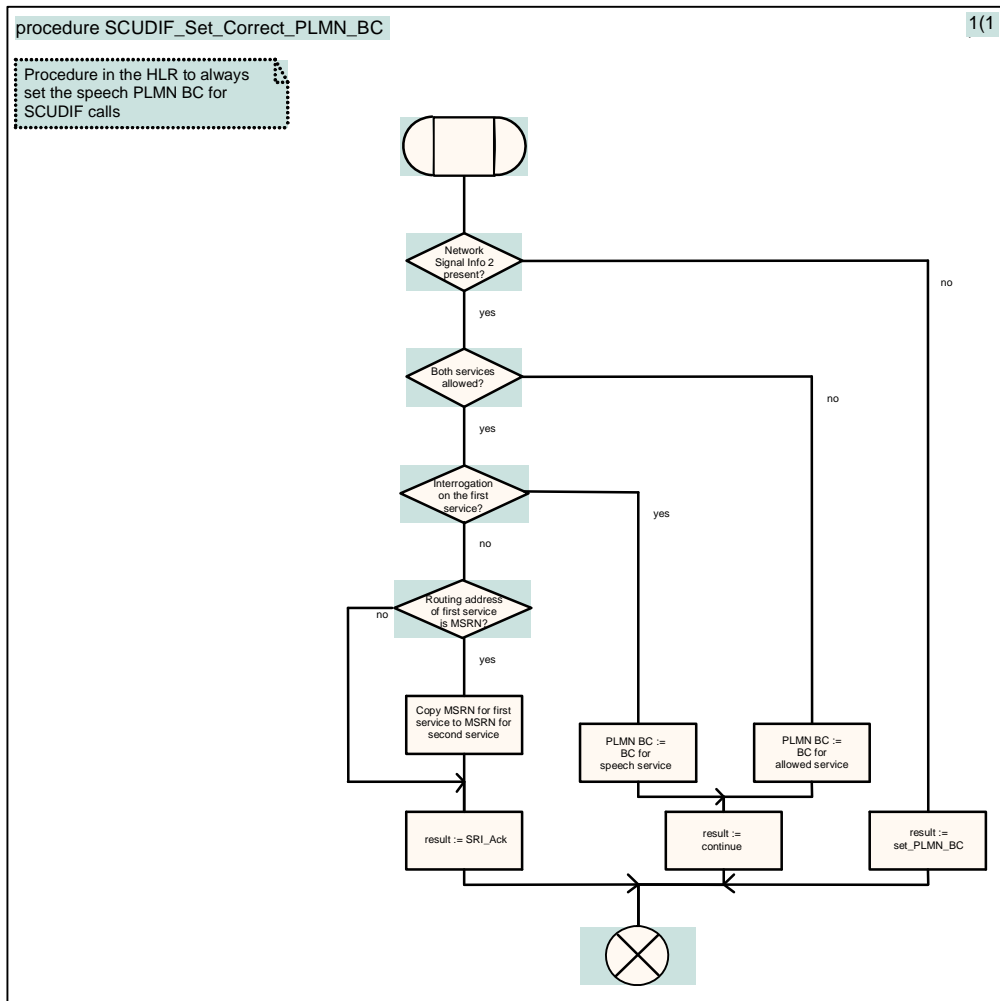 procedure SCUDIF_Set_Correct_PLMN_BC
1(1
Procedure in the HLR to always
set the speech PLMN BC for
SCUDIF calls
Network
Signal Info 2
present?
no
yes
Both services
allowed?
no
yes
Interrogation
on the first
service?
yes
no
Routing address
of first service
is MSRN?
no
yes
Copy MSRN for first
service to MSRN for
second service
PLMN BC :=
BC for
speech service
PLMN BC :=
BC for
allowed service
result := SRI_Ack
result :=
continue
result :=
set_PLMN_BC